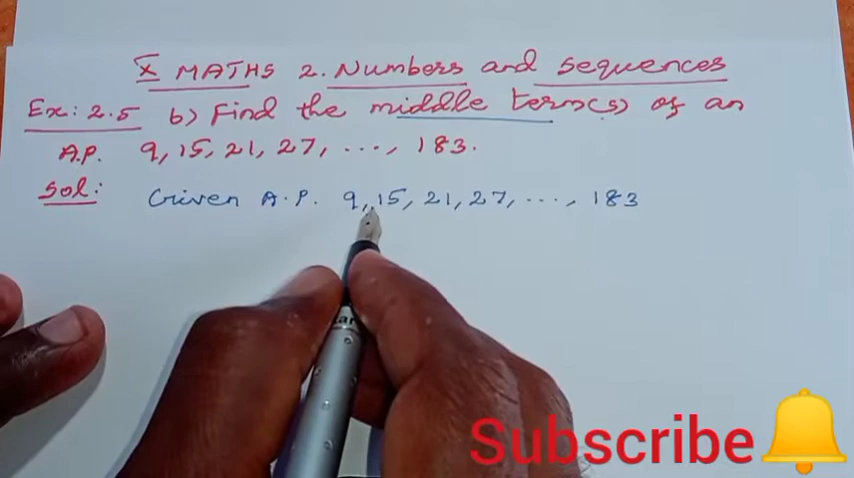 X MATHS 2. Numbers and Sequences
Ex: 2.5 b) Find the middle term(s) of an
A.P. 9, 15, 21, 27, ..., 183.
Sol: Given A.P. 9, 15, 21, 27, ..., 183
Subscribe